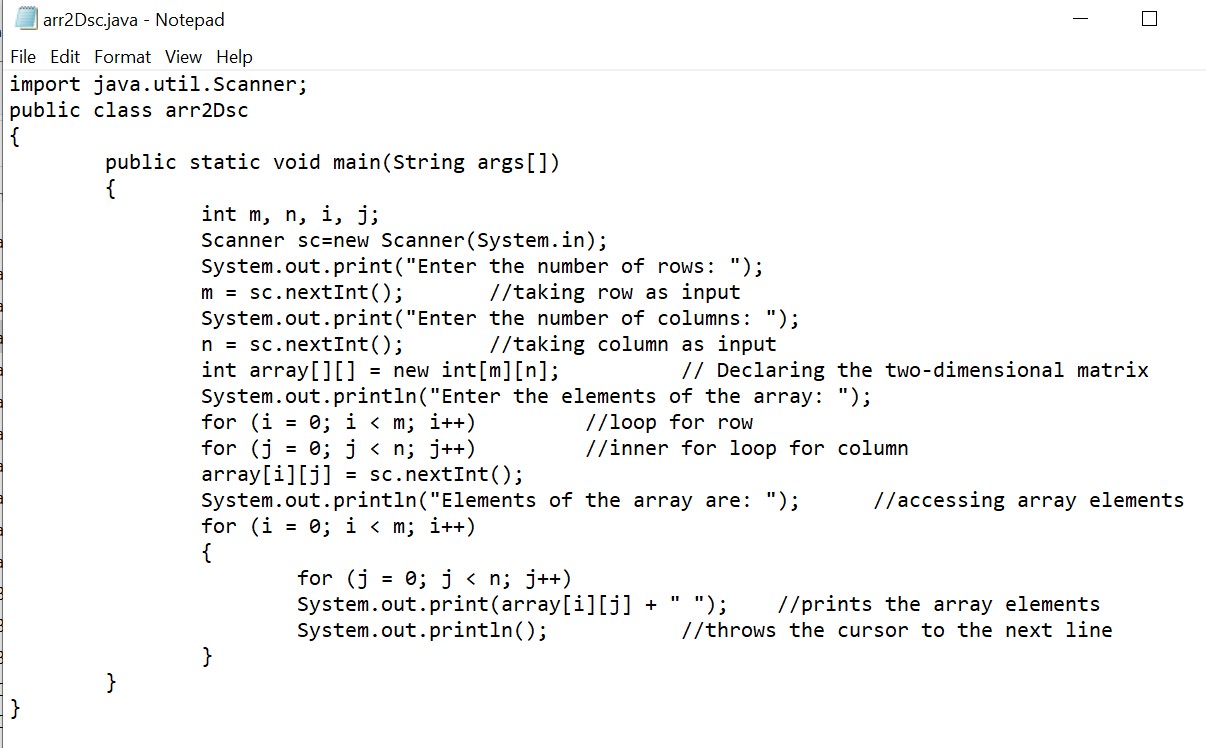 arr2Dsc.java - Notepad
File Edit Format View Help
import java.util.Scanner;
public class arr2Dsc
{
        public static void main(String args[])
        {
                int m, n, i, j;
                Scanner sc=new Scanner(System.in);
                System.out.print("Enter the number of rows: ");
                m = sc.nextInt();       //taking row as input
                System.out.print("Enter the number of columns: ");
                n = sc.nextInt();       //taking column as input
                int array[][] = new int[m][n];          // Declaring the two-dimensional matrix
                System.out.println("Enter the elements of the array: ");
                for (i = 0; i < m; i++)         //loop for row
                for (j = 0; j < n; j++)         //inner for loop for column
                array[i][j] = sc.nextInt();
                System.out.println("Elements of the array are: ");      //accessing array elements
                for (i = 0; i < m; i++)
                {
                        for (j = 0; j < n; j++)
                        System.out.print(array[i][j] + " ");    //prints the array elements
                        System.out.println();           //throws the cursor to the next line
                }
        }
}